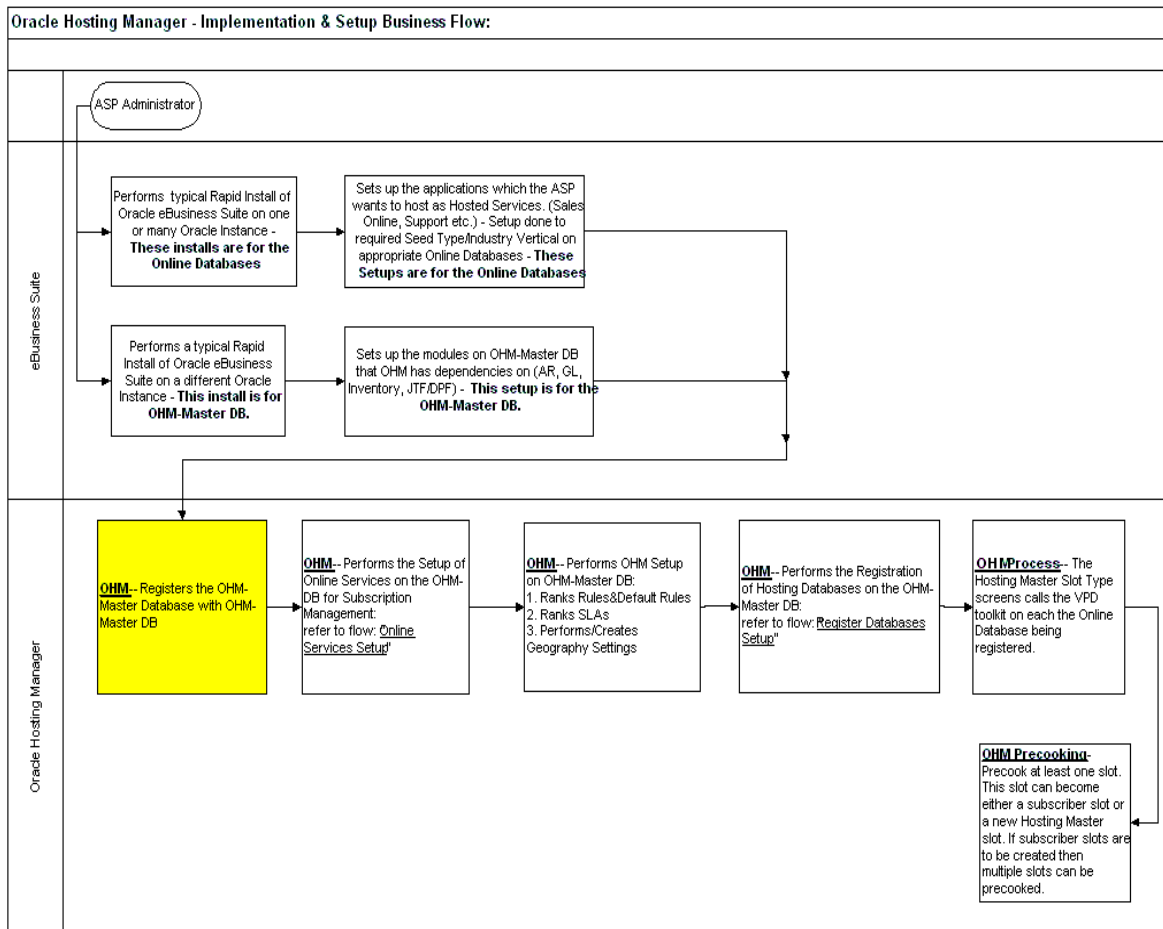 Oracle Hosting Manager - Implementation & Setup Business Flow:
ASP Administrator
eBusiness Suite
Performs typical Rapid Install of
Oracle eBusiness Suite on one
or many Oracle Instance -
These installs are for the
Online Databases
Sets up the applications which the ASP
wants to host as Hosted Services. (Sales
Online, Support etc.) - Setup done to
required Seed Type/Industry Vertical on
appropriate Online Databases - These
Setups are for the Online Databases
Performs a typical Rapid
Install of Oracle eBusiness
Suite on a different Oracle
Instance - This install is for
OHM-Master DB.
Sets up the modules on OHM-Master DB
that OHM has dependencies on (AR, GL,
Inventory, JTF/DPF) - This setup is for the
OHM-Master DB.
Oracle Hosting Manager
OHM-- Registers the OHM-
Master Database with OHM-
Master DB
OHM-- Performs the Setup of
Online Services on the OHM-
DB for Subscription
Management:
refer to flow: "Online
Services Setup"
OHM-- Performs OHM Setup
on OHM-Master DB:
1. Ranks Rules&Default Rules
2. Ranks SLAs
3. Performs/Creates
Geography Settings
OHM-- Performs the Registration
of Hosting Databases on the OHM-
Master DB:
refer to flow: "Register Databases
Setup"
OHMProcess-- The
Hosting Master Slot Type
screens calls the VPD
toolkit on each the Online
Database being
registered.
OHM Precooking-
Precook at least one slot.
This slot can become
either a subscriber slot or
a new Hosting Master
slot. If subscriber slots are
to be created then
multiple slots can be
precooked.